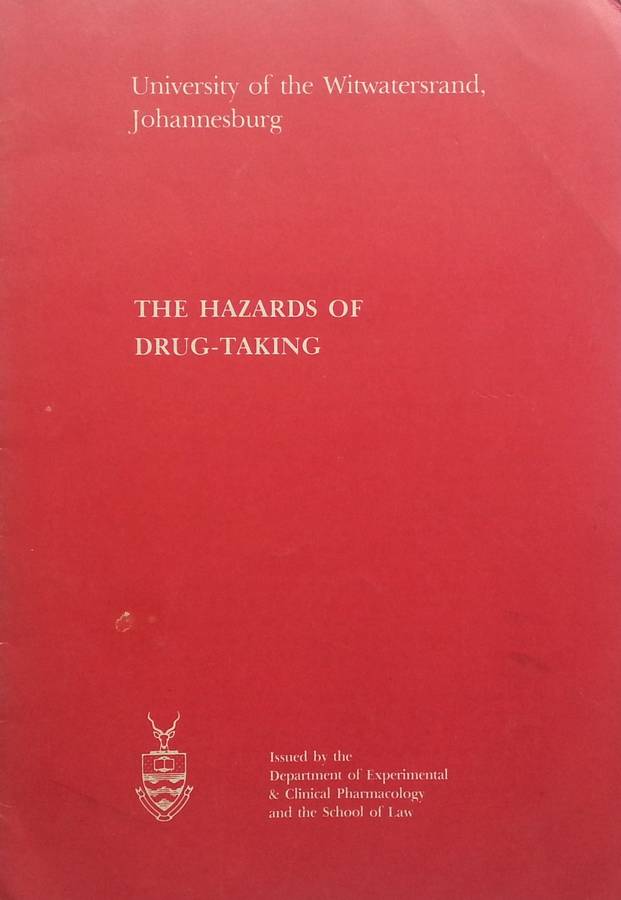 University of the Witwatersrand,
Johannesburg
THE HAZARDS OF
DRUG-TAKING
Issued by the
Department of Experimental
& Clinical Pharmacology
and the School of Law